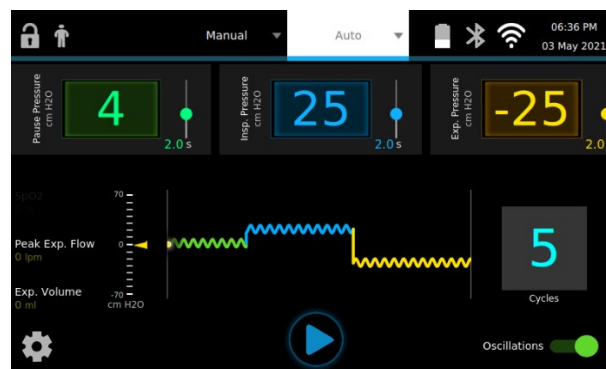 Manual
Auto
06:36 PM
03 May 2021
Pause Pressure
cm H2O
4
2.0 s
Insp. Pressure
cm H2O
25
2.0 s
Exp. Pressure
cm H2O
-25
2.0
SpO2
70
Peak Exp. Flow
0 lpm
0
Exp. Volume
0 ml
-70
cm H2O
5
Cycles
Oscillations